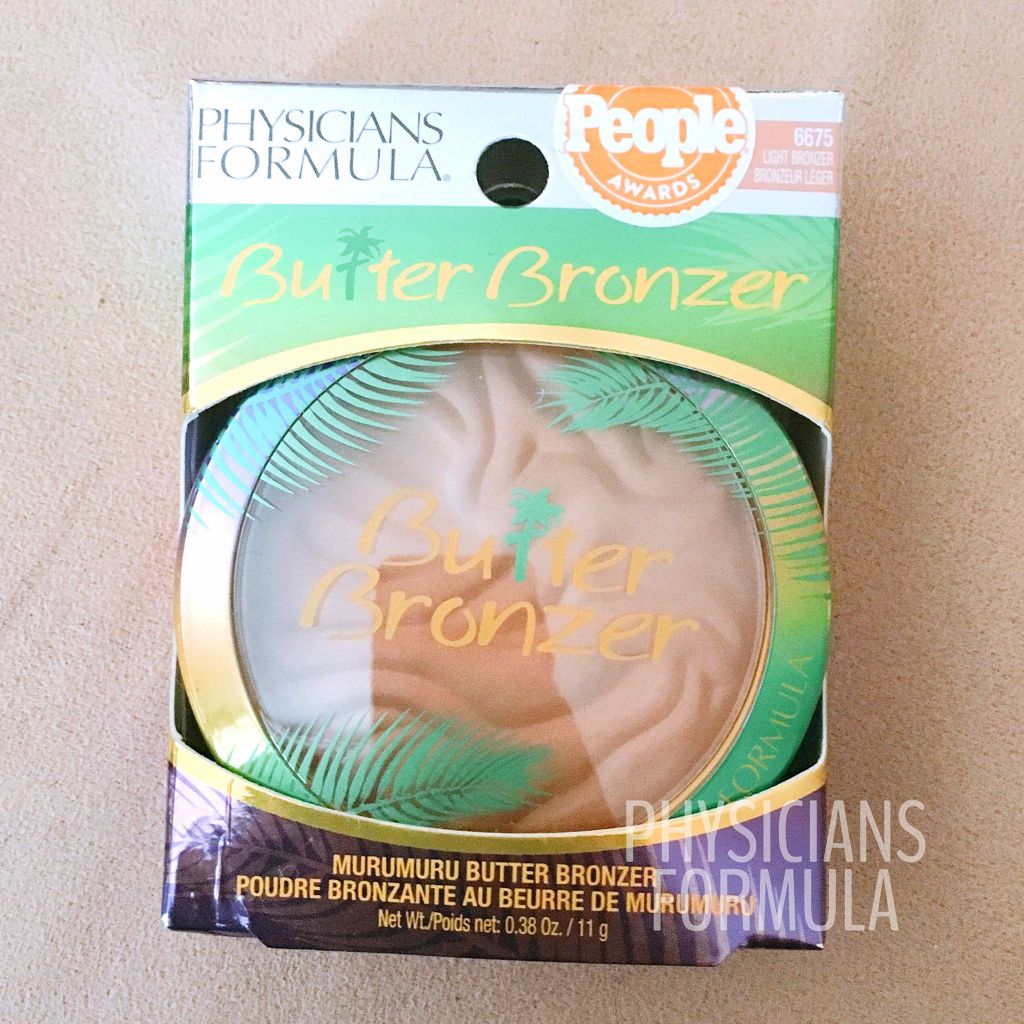 PHYSICIANS
FORMULA®
People
AWARDS
6675
LIGHT BRONZER
BRONZEUR LÉGER
Butter Bronzer
Butter
Bronzer
FORMULA
MURUMURU BUTTER BRONZER
POUDRE BRONZANTE AU BEURRE DE MURUMURU
Net Wt./Poids net: 0.38 Oz. / 11 g
PHYSICIANS
FORMULA